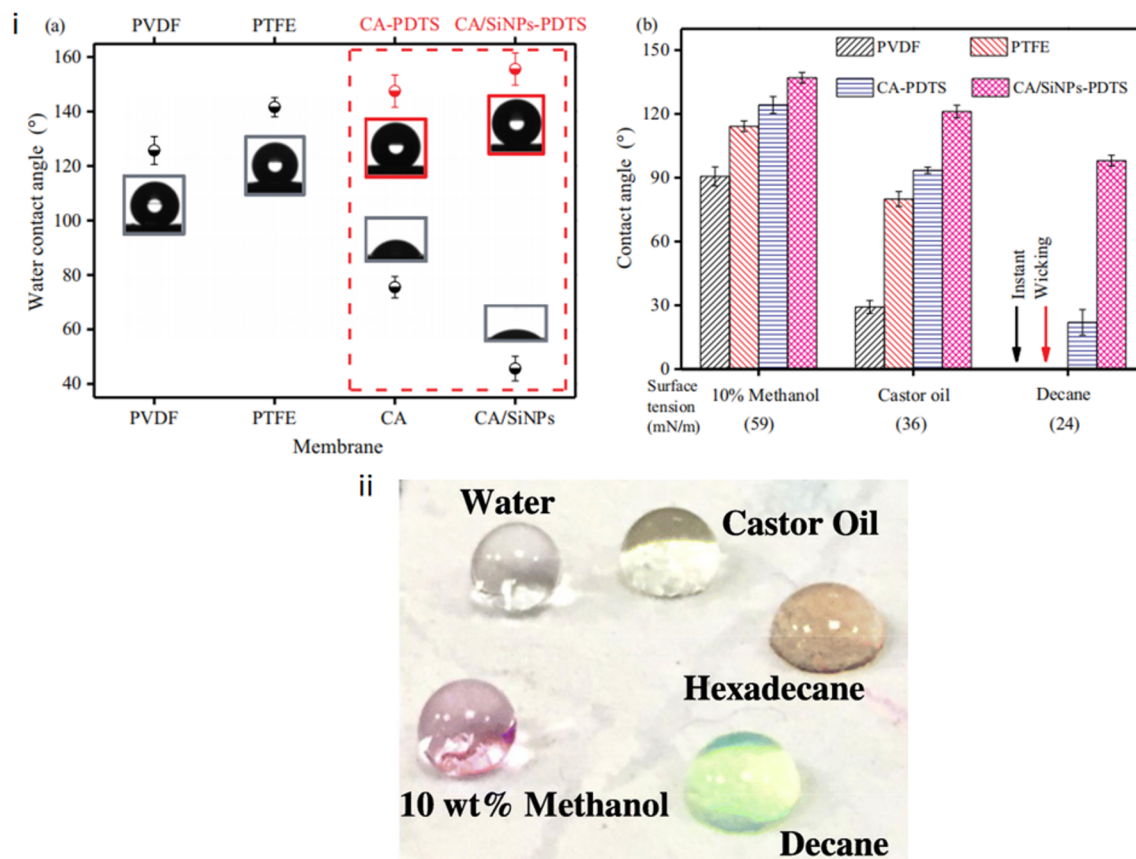 i
(a)
PVDF PTFE CA-PDTS CA/SiNPs-PDTS
Water contact angle (°)
160
140
120
100
80
60
40
PVDF PTFE CA CA/SiNPs
Membrane
(b)
PVDF PTFE
CA-PDTS CA/SiNPs-PDTS
Contact angle (°)
150
120
90
60
30
0
Instant
Wicking
Surface tension (mN/m)
10% Methanol Castor oil Decane
(59) (36) (24)
ii
Water
Castor Oil
Hexadecane
10 wt% Methanol
Decane